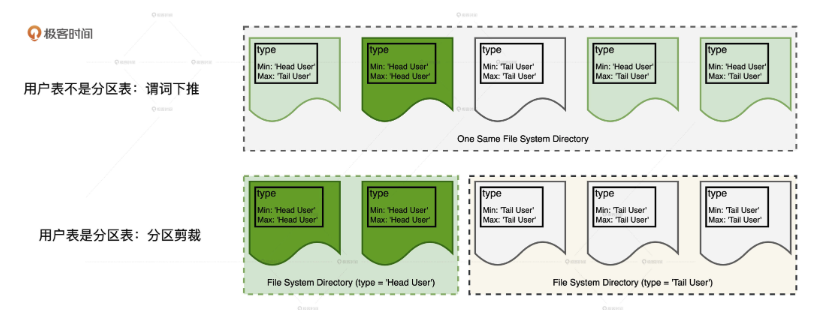 极客时间
用户表不是分区表：谓词下推
type
Min: 'Head User'
Max: 'Tail User'
type
Min: 'Head User'
Max: 'Head User'
type
Min: 'Tail User'
Max: 'Tail User'
type
Min: 'Head User'
Max: 'Tail User'
type
Min: 'Head User'
Max: 'Tail User'
One Same File System Directory
用户表是分区表：分区剪裁
type
Min: 'Head User'
Max: 'Head User'
type
Min: 'Head User'
Max: 'Head User'
type
Min: 'Tail User'
Max: 'Tail User'
type
Min: 'Tail User'
Max: 'Tail User'
type
Min: 'Tail User'
Max: 'Tail User'
File System Directory (type = 'Head User')
File System Directory (type = 'Tail User')